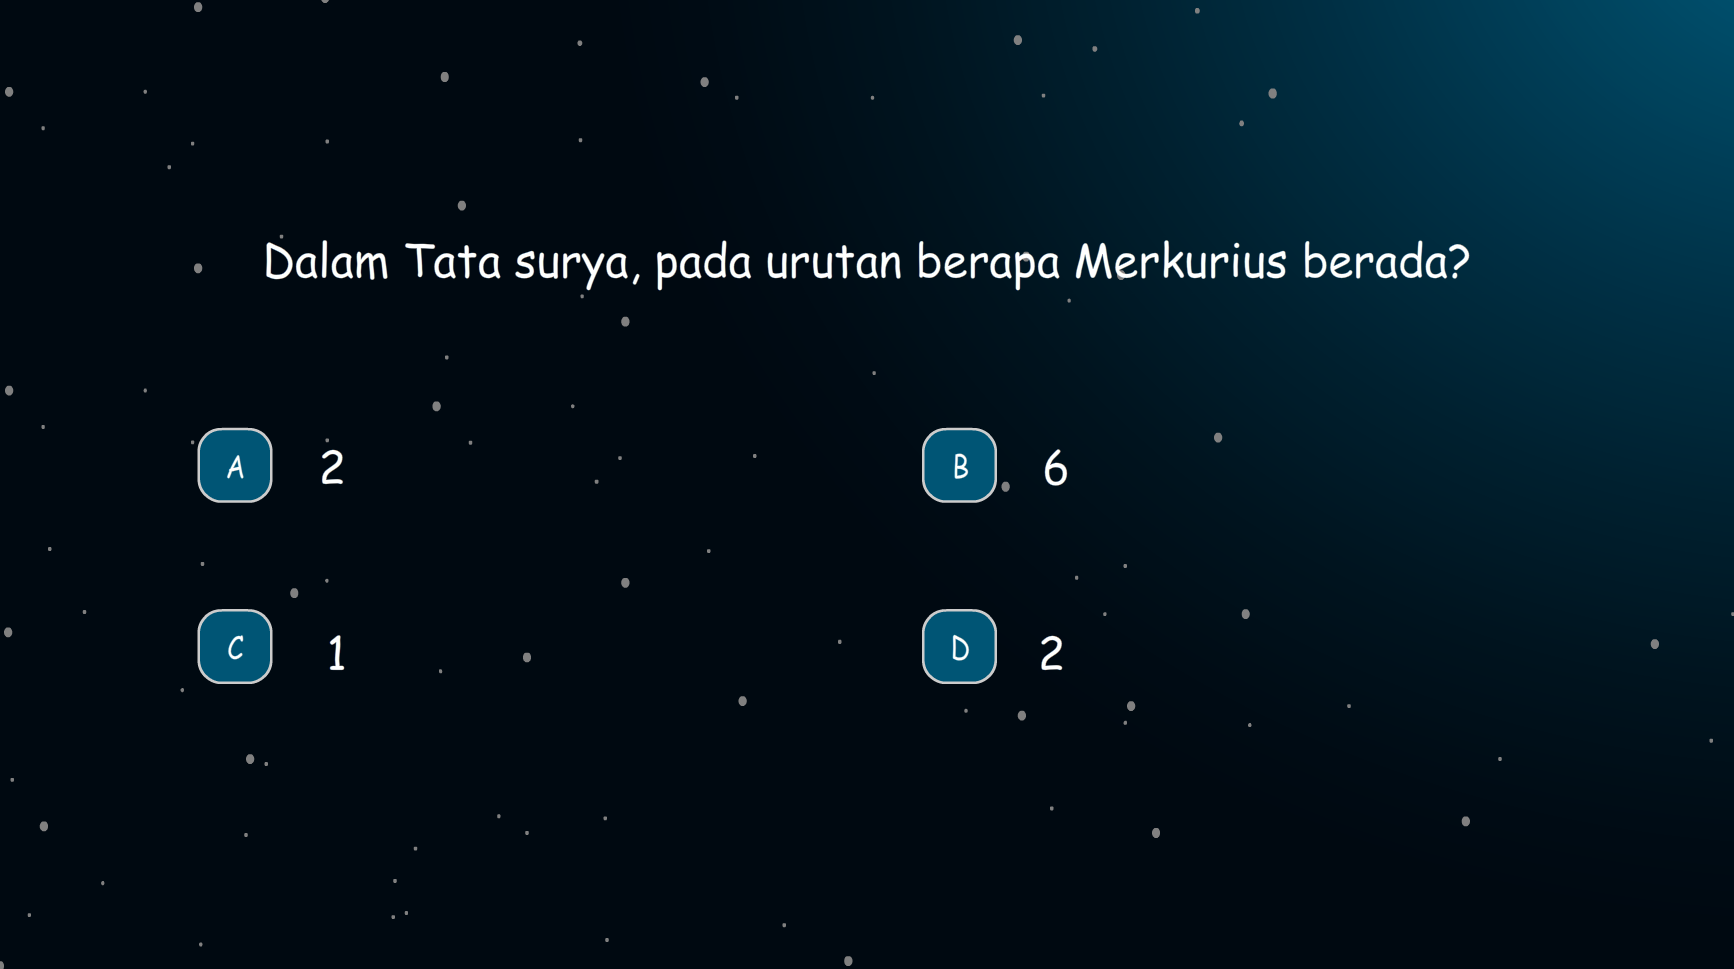 Dalam Tata surya, pada urutan berapa Merkurius berada?
A 2
B 6
C 1
D 2